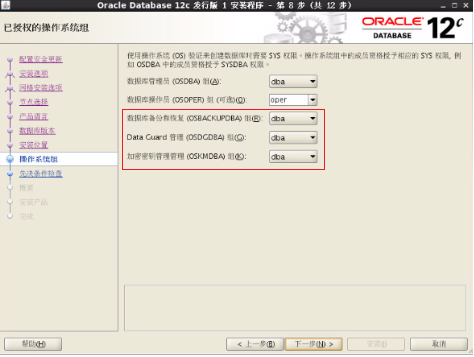 Oracle Database 12c 发行版 1 安装程序 - 第 8 步 (共 12 步)
已授权的操作系统组
ORACLE
DATABASE
12c
配置安全更新
安装选项
网格安装选项
节点选择
产品语言
数据库版本
安装位置
操作系统组
先决条件检查
概要
安装产品
完成
使用操作系统 (OS) 验证来创建数据库时需要 SYS 权限。操作系统组中的成员资格授予相应的 SYS 权限, 例
如 OSDBA 中的成员资格授予 SYSDBA 权限。
数据库管理员 (OSDBA) 组(A): dba
数据库操作员 (OSOPER) 组 (可选)(O): oper
数据库备份和恢复 (OSBACKUPDBA) 组(R): dba
Data Guard 管理 (OSDGDBA) 组(G): dba
加密密钥管理管理 (OSKMDBA) 组(K): dba
帮助(H)
< 上一步(B)
下一步(N) >
安装(I)
取消